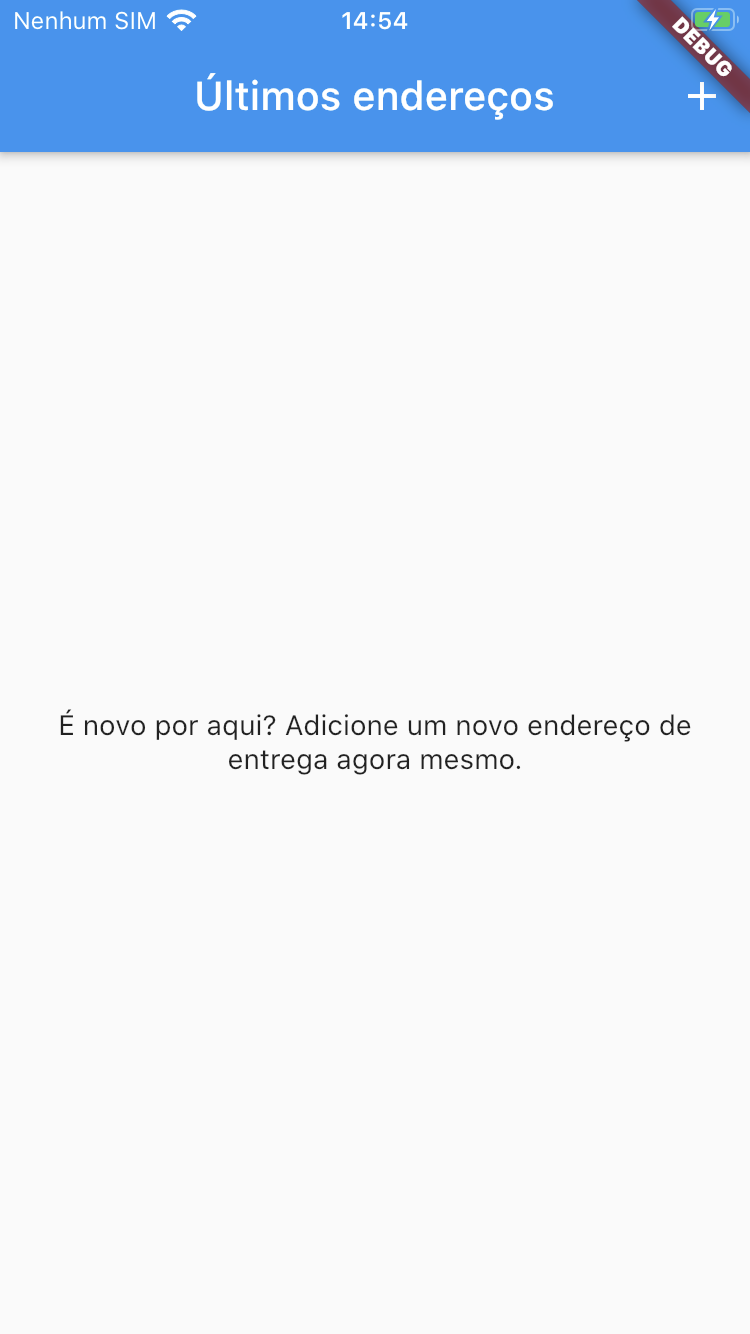 Nenhum SIM 14:54
DEBUG
Últimos endereços
É novo por aqui? Adicione um novo endereço de
entrega agora mesmo.